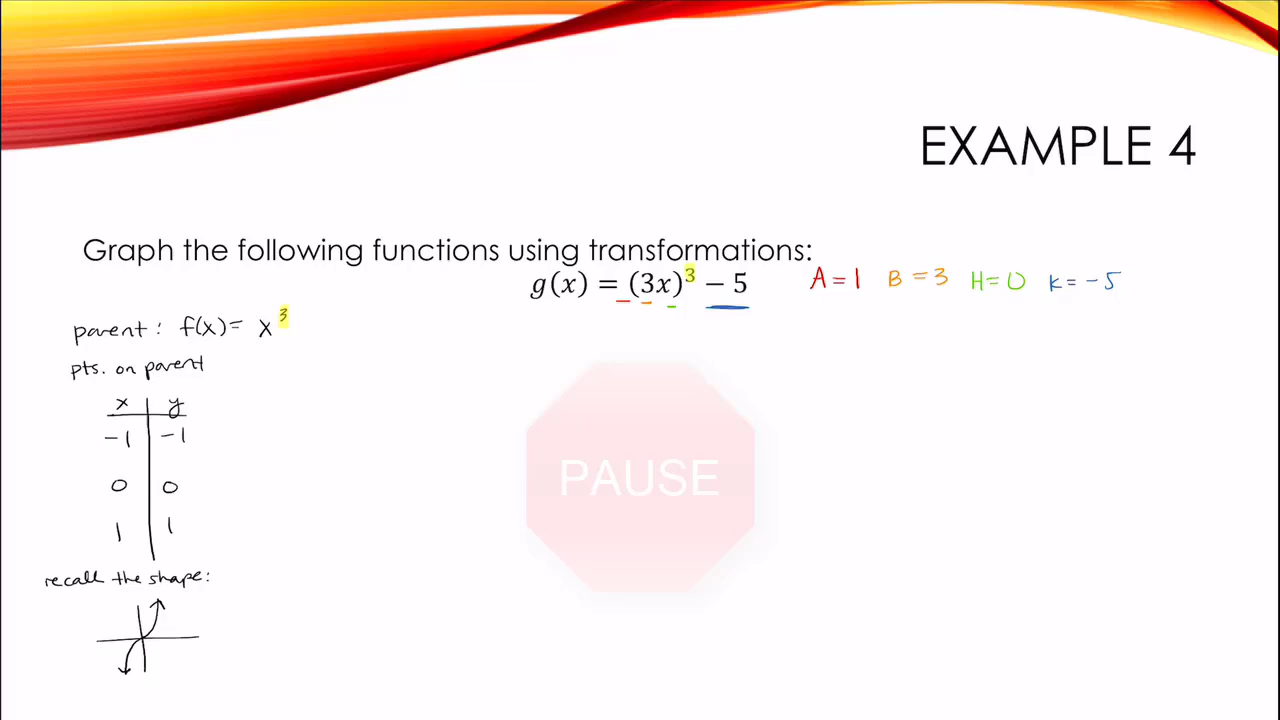 EXAMPLE 4
Graph the following functions using transformations:
g(x) = (3x)³ − 5 A = 1 B = 3 H = 0 K = −5
parent: f(x) = x³
pts. on parent
x y
−1 −1
0 0
1 1
recall the shape:
PAUSE